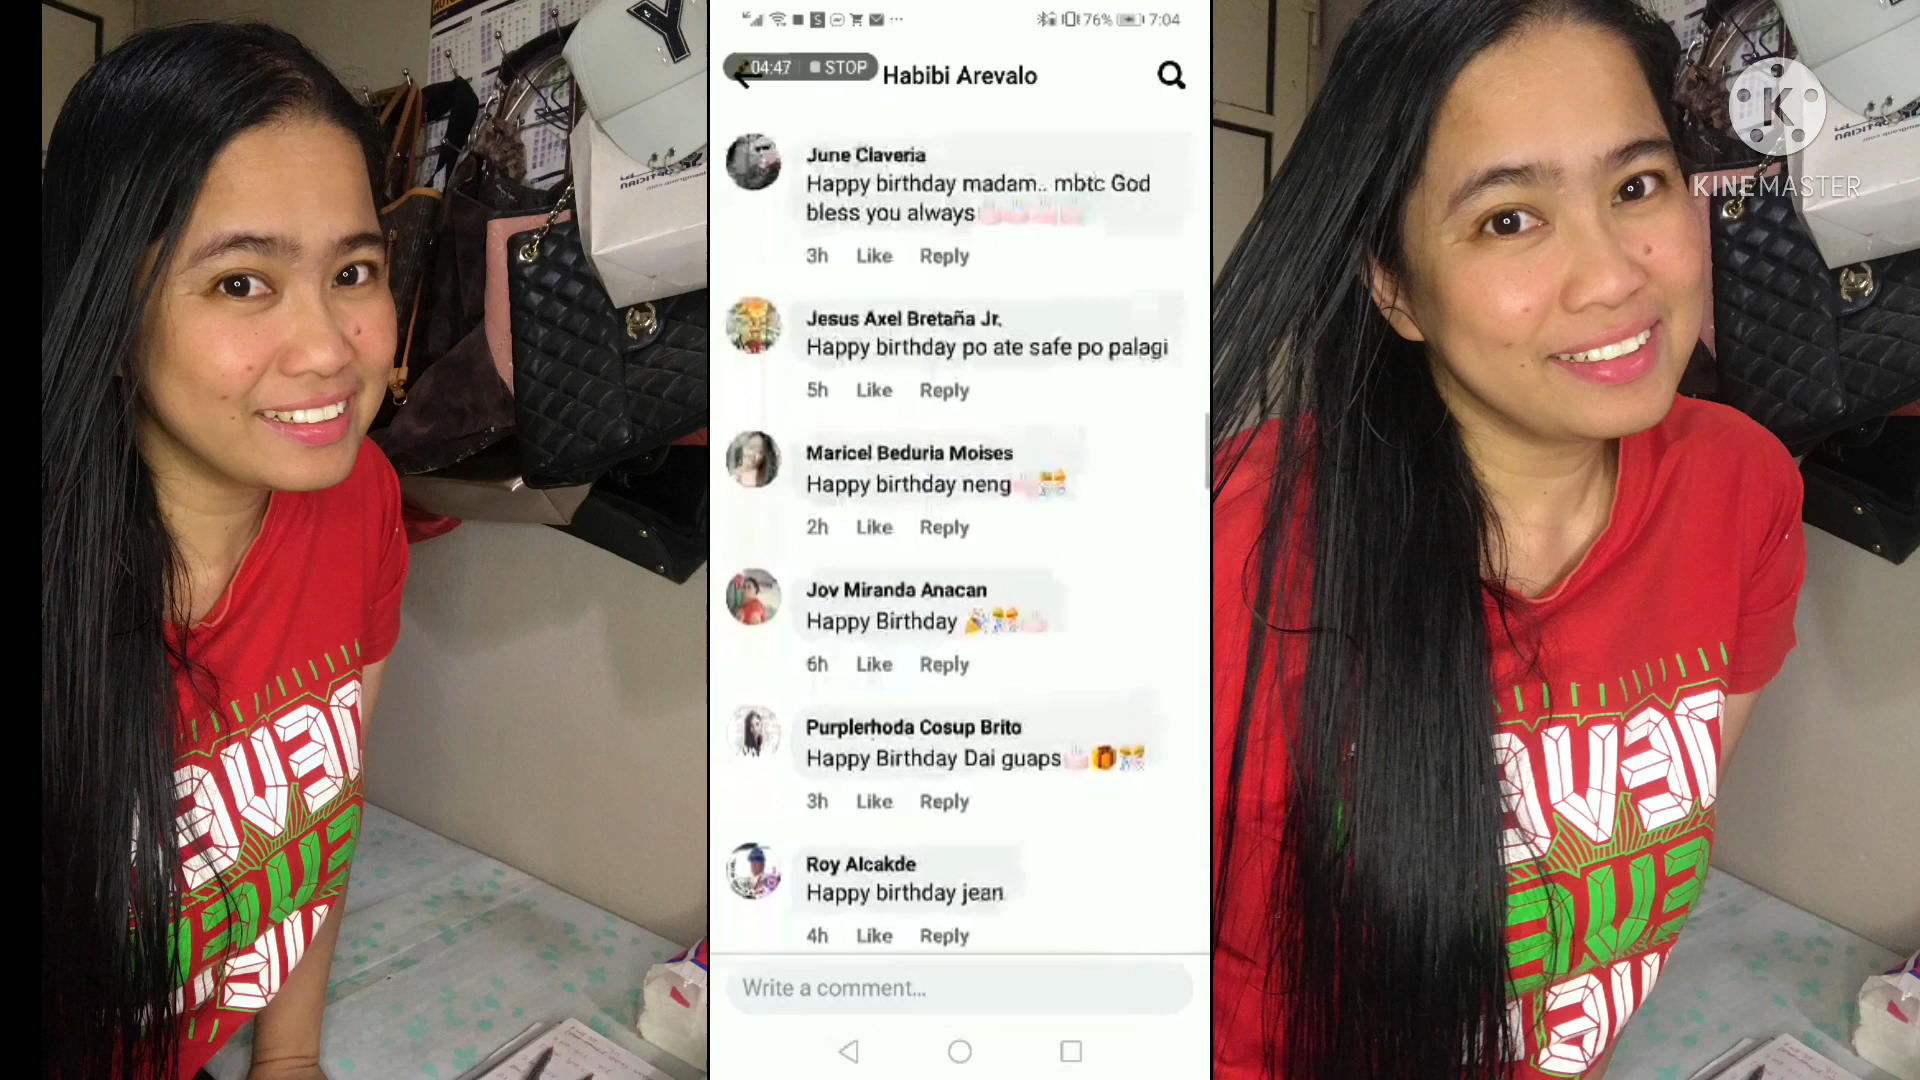 76% 7:04
04:47 STOP
Habibi Arevalo
June Claveria
Happy birthday madam.. mbtc God
bless you always
3h Like Reply
Jesus Axel Bretaña Jr.
Happy birthday po ate safe po palagi
5h Like Reply
Maricel Beduria Moises
Happy birthday neng
2h Like Reply
Jov Miranda Anacan
Happy Birthday
6h Like Reply
Purplerhoda Cosup Brito
Happy Birthday Dai guaps
3h Like Reply
Roy Alcakde
Happy birthday jean
4h Like Reply
Write a comment...
K
KINEMASTER
Y